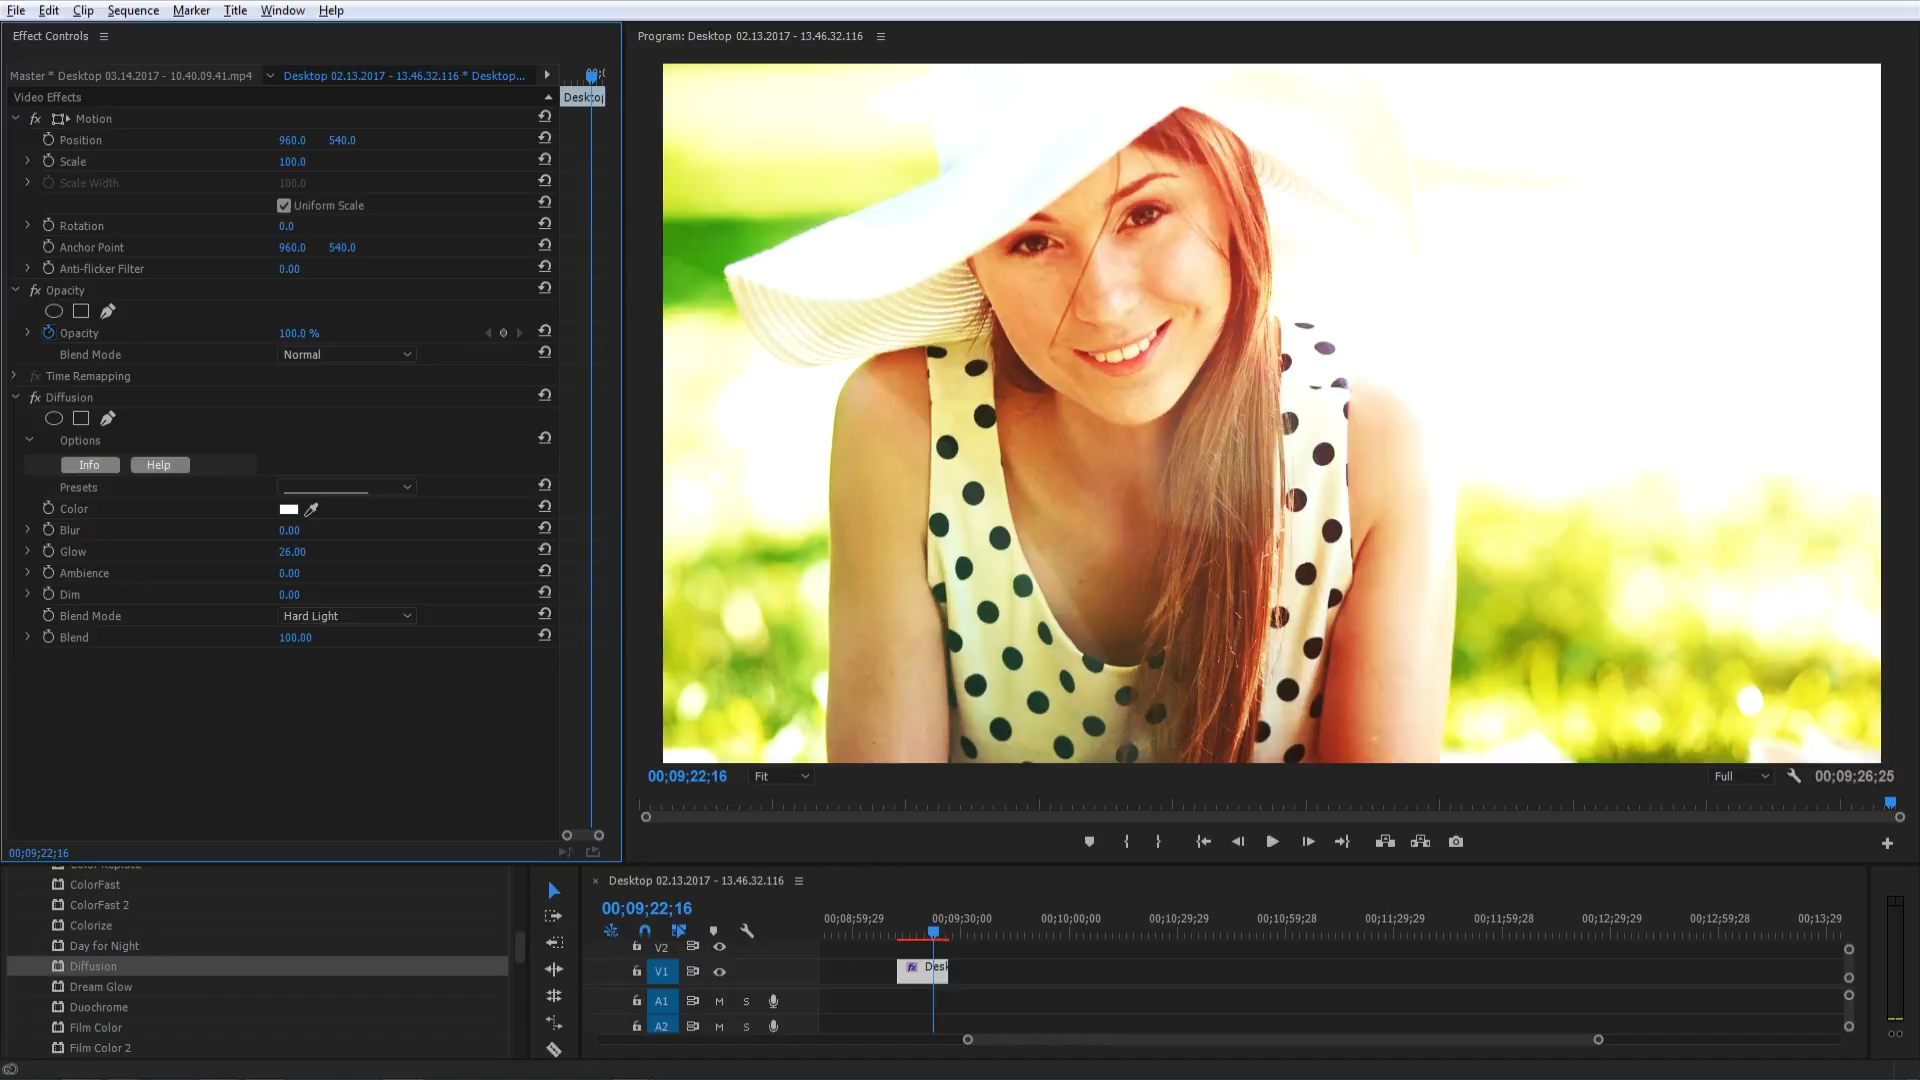 File Edit Clip Sequence Marker Title Window Help
Effect Controls
Program: Desktop 02.13.2017 - 13.46.32.116
Master * Desktop 03.14.2017 - 10.40.09.41.mp4
Desktop 02.13.2017 - 13.46.32.116 * Desktop...
Video Effects
Desktop
fx Motion
Position 960.0 540.0
Scale 100.0
Scale Width 100.0
Uniform Scale
Rotation 0.0
Anchor Point 960.0 540.0
Anti-flicker Filter 0.00
fx Opacity
Opacity 100.0 %
Blend Mode Normal
fx Time Remapping
fx Diffusion
Options
Info Help
Presets
Color
Blur 0.00
Glow 26.00
Ambience 0.00
Dim 0.00
Blend Mode Hard Light
Blend 100.00
00;09;22;16
00;09;22;16 Fit Full 00;09;26;25
ColorFast
ColorFast 2
Colorize
Day for Night
Diffusion
Dream Glow
Duochrome
Film Color
Film Color 2
× Desktop 02.13.2017 - 13.46.32.116
00;09;22;16
00;08;59;29 00;09;30;00 00;10;00;00 00;10;29;29 00;10;59;28 00;11;29;29 00;11;59;28 00;12;29;29 00;12;59;28 00;13;29
V2
V1 fx Desk
A1 M S
A2 M S